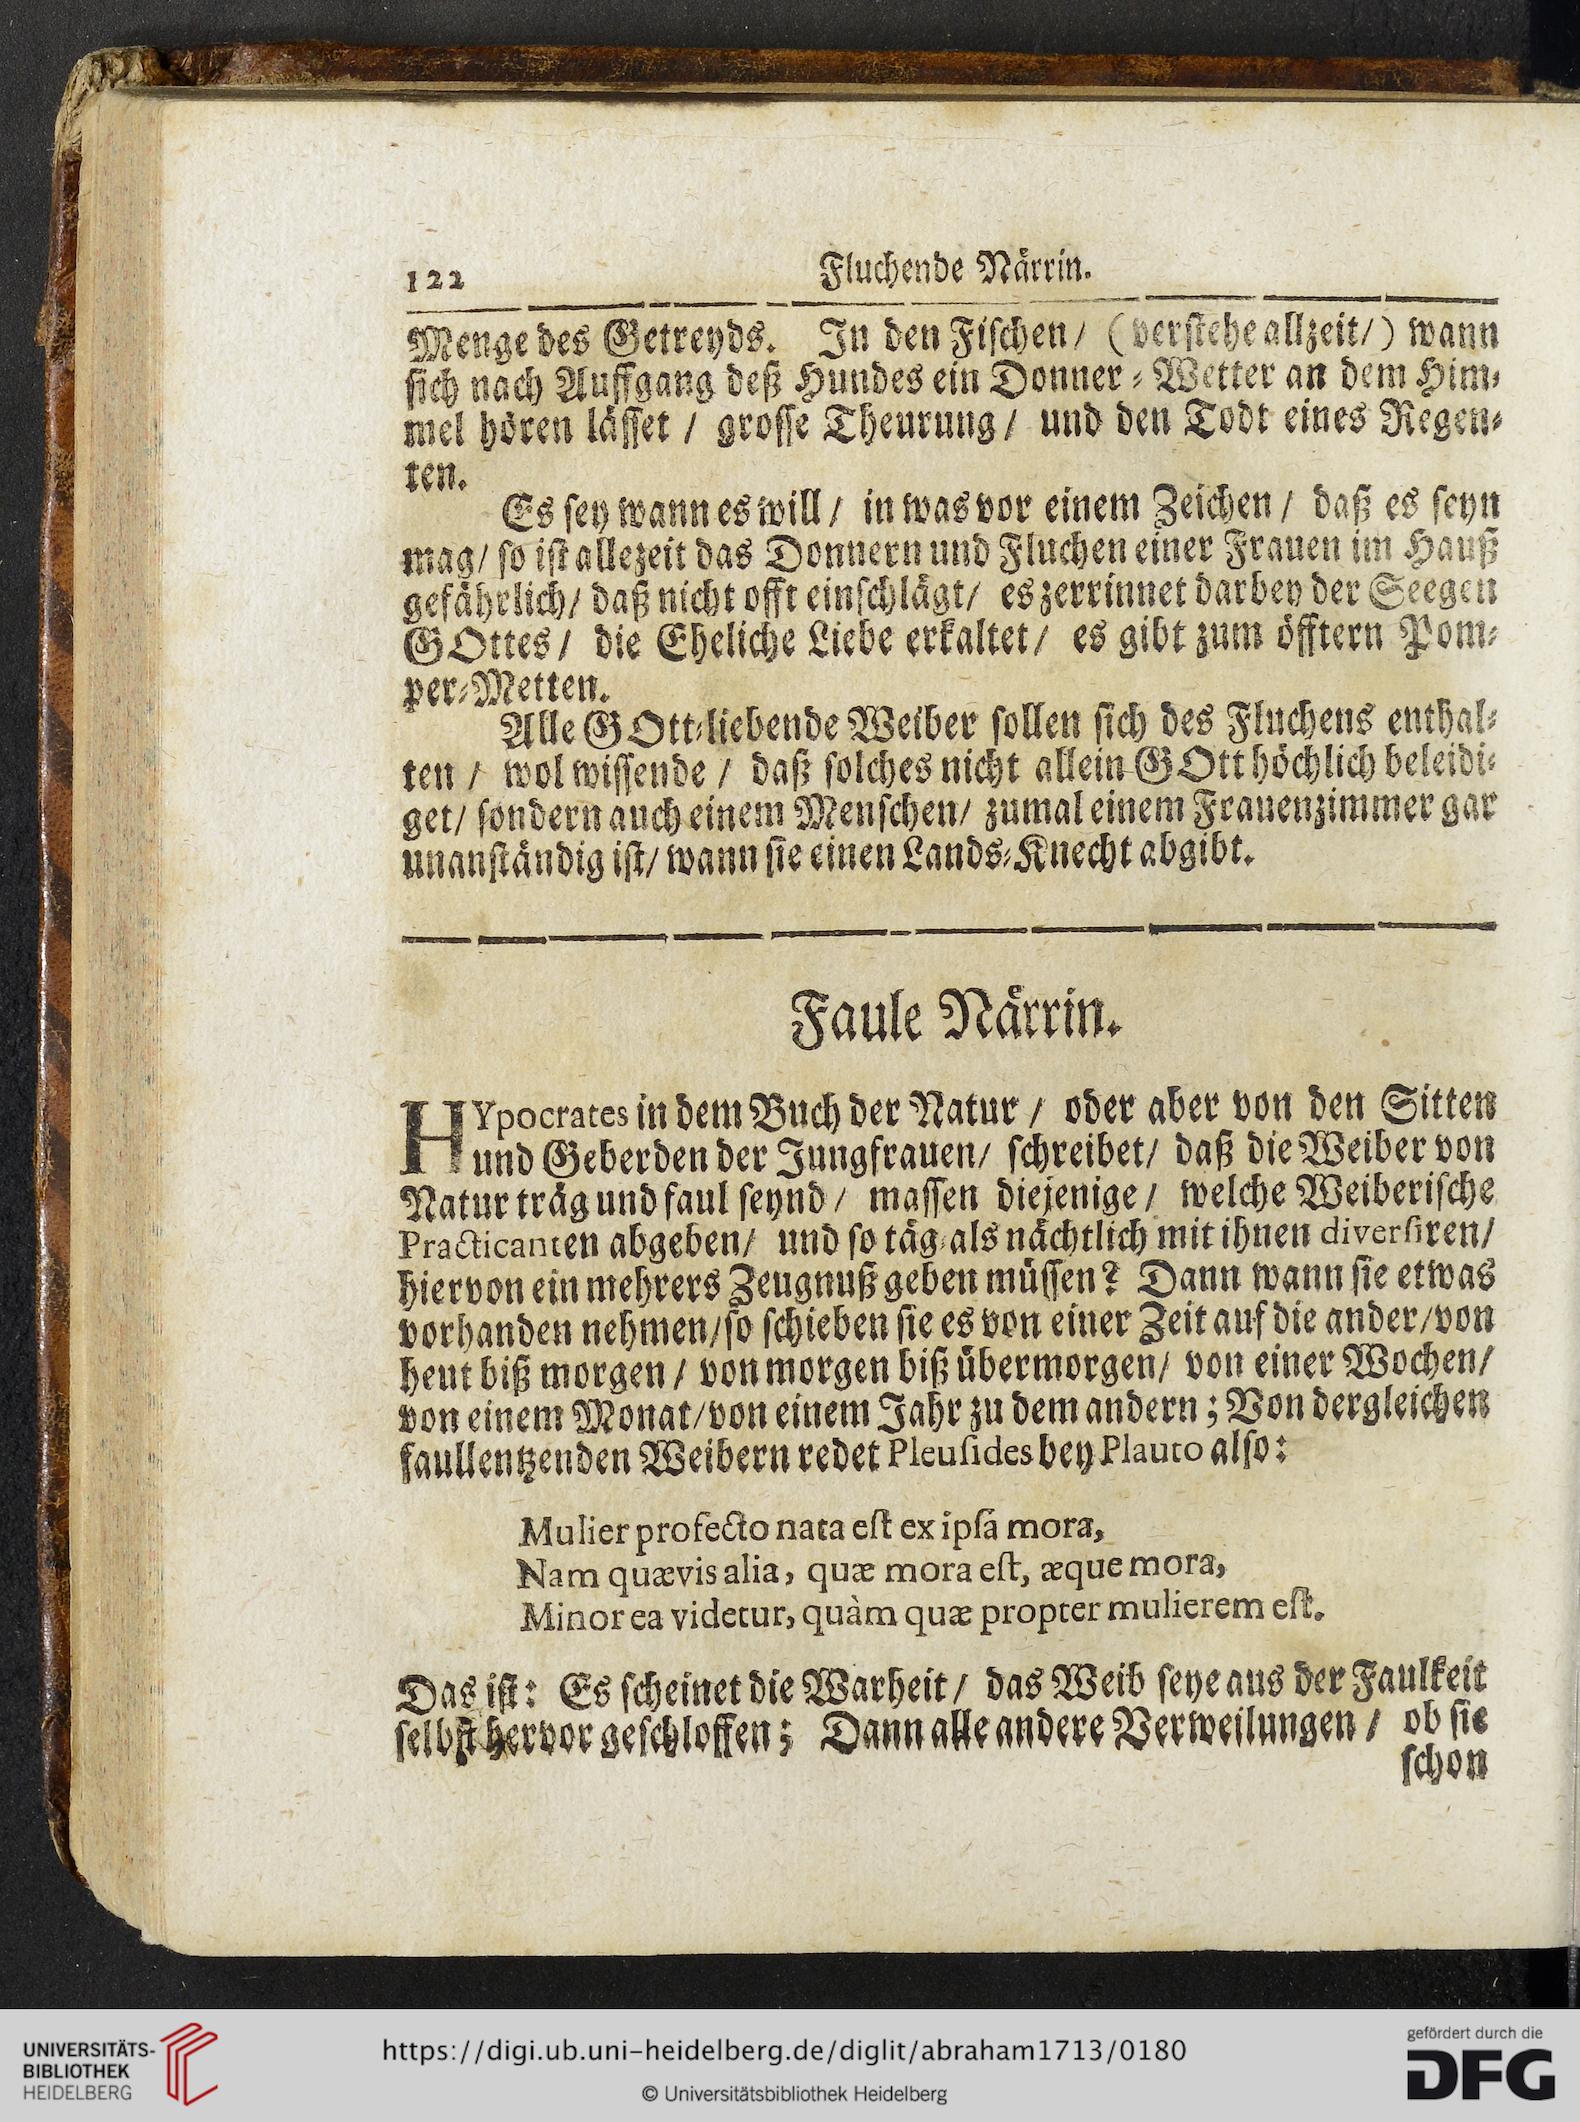 122 Fluchende Närrin.
Menge des Getreyds. In den Fischen/ (verstehe allzeit/) wann
sich nach Auffgang deß Hundes ein Donner-Wetter an dem Him-
mel hören lässet / grosse Theurung/ und den Todt eines Regen-
ten.
Es sey wann es will / in was vor einem Zeichen / daß es seyn
mag/ so ist allezeit das Donnern und Fluchen einer Frauen im Hauß
gefährlich/ daß nicht offt einschlägt/ es zerrinnet darbey der Seegen
GOttes / die Eheliche Liebe erkaltet / es gibt zum öfftern Pom-
per-Metten.
Alle GOtt-liebende Weiber sollen sich des Fluchens enthal-
ten / wol wissende / daß solches nicht allein GOtt höchlich beleidi-
get/ sondern auch einem Menschen/ zumal einem Frauenzimmer gar
unanständig ist/ wann sie einen Lands-Knecht abgibt.
Faule Närrin.
HYpocrates in dem Buch der Natur / oder aber von den Sitten
und Geberden der Jungfrauen/ schreibet/ daß die Weiber von
Natur träg und faul seynd / massen diejenige / welche Weiberische
Practicanten abgeben/ und so täg-als nächtlich mit ihnen diversiren/
hiervon ein mehrers Zeugnuß geben müssen? Dann wann sie etwas
vorhanden nehmen/so schieben sie es von einer Zeit auf die ander/von
heut biß morgen / von morgen biß übermorgen/ von einer Wochen/
von einem Monat/von einem Jahr zu dem andern; Von dergleichen
faullentzenden Weibern redet Pleusides bey Plauto also:
Mulier profecto nata est ex ipsâ mora,
Nam quævis alia, quæ mora est, æque mora,
Minor ea videtur, quàm quæ propter mulierem est.
Das ist: Es scheinet die Warheit / das Weib seye aus der Faulkeit
selbst hervor geschloffen; Dann alle andere Verweilungen / ob sie
schon
UNIVERSITÄTS-
BIBLIOTHEK
HEIDELBERG
https://digi.ub.uni-heidelberg.de/diglit/abraham1713/0180
© Universitätsbibliothek Heidelberg
gefördert durch die
DFG